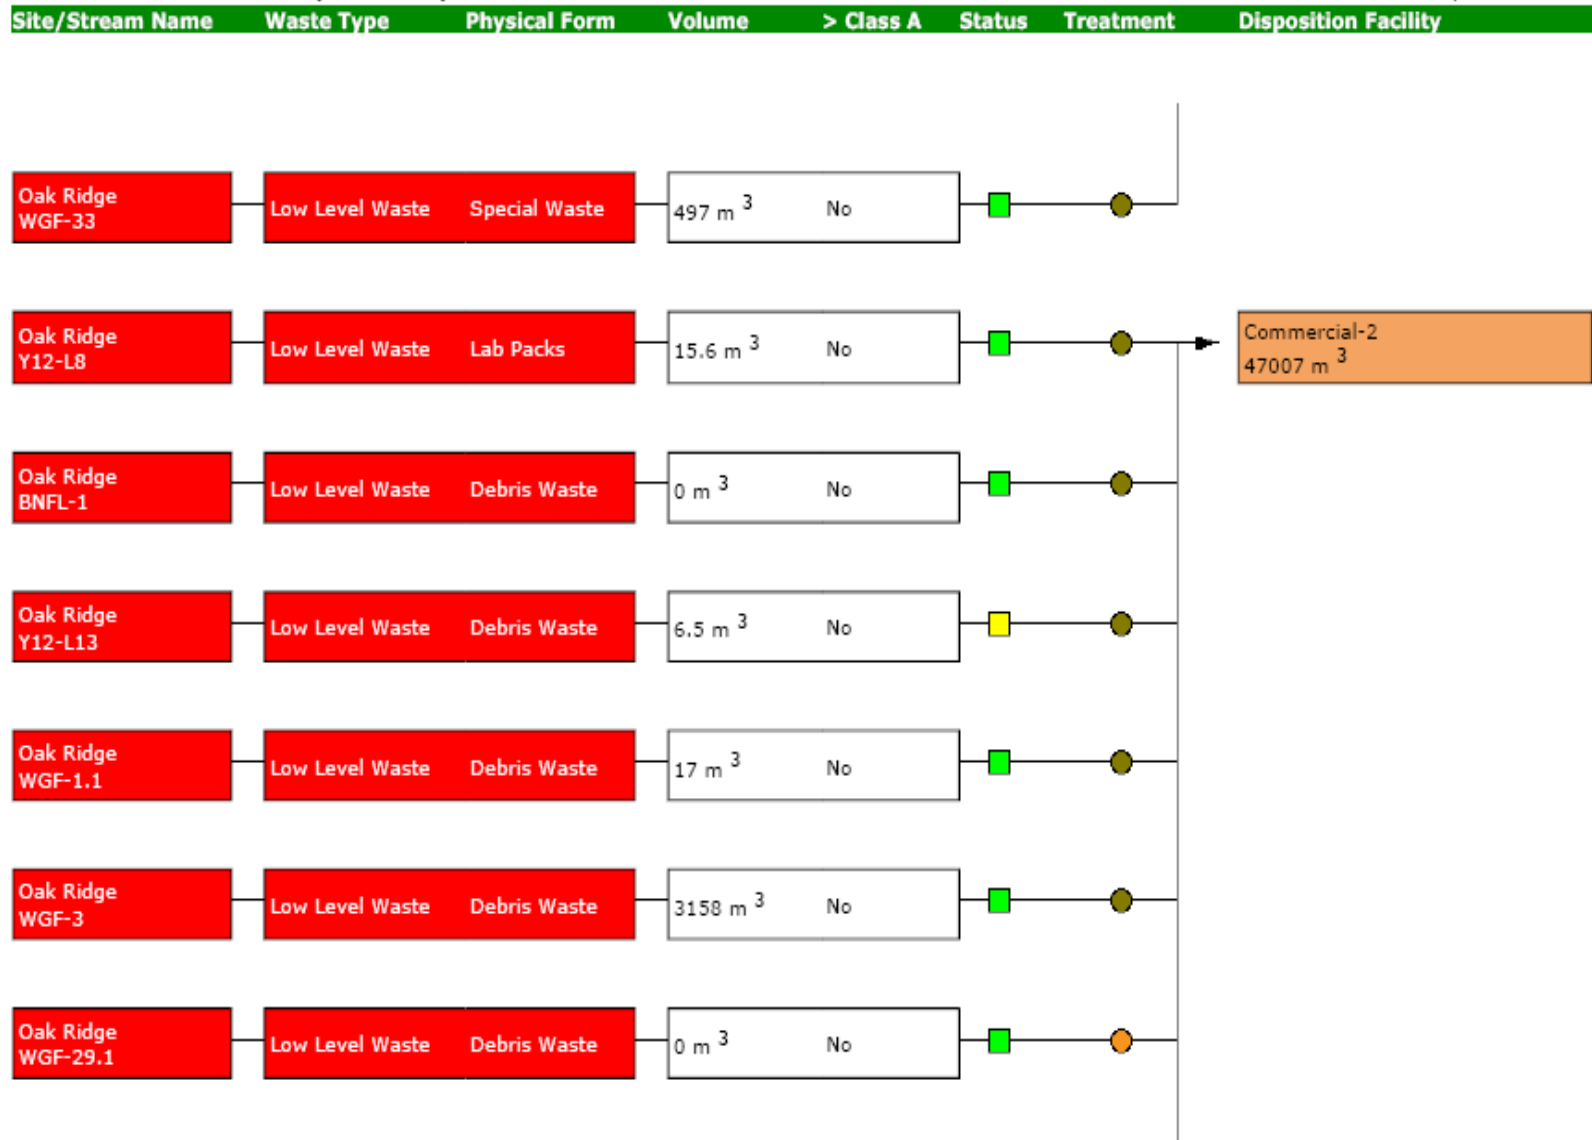 Site/Stream Name Waste Type Physical Form Volume > Class A Status Treatment Disposition Facility
Oak Ridge
WGF-33
Low Level Waste Special Waste
497 m 3 No
Oak Ridge
Y12-L8
Low Level Waste Lab Packs
15.6 m 3 No
Commercial-2
47007 m 3
Oak Ridge
BNFL-1
Low Level Waste Debris Waste
0 m 3 No
Oak Ridge
Y12-L13
Low Level Waste Debris Waste
6.5 m 3 No
Oak Ridge
WGF-1.1
Low Level Waste Debris Waste
17 m 3 No
Oak Ridge
WGF-3
Low Level Waste Debris Waste
3158 m 3 No
Oak Ridge
WGF-29.1
Low Level Waste Debris Waste
0 m 3 No